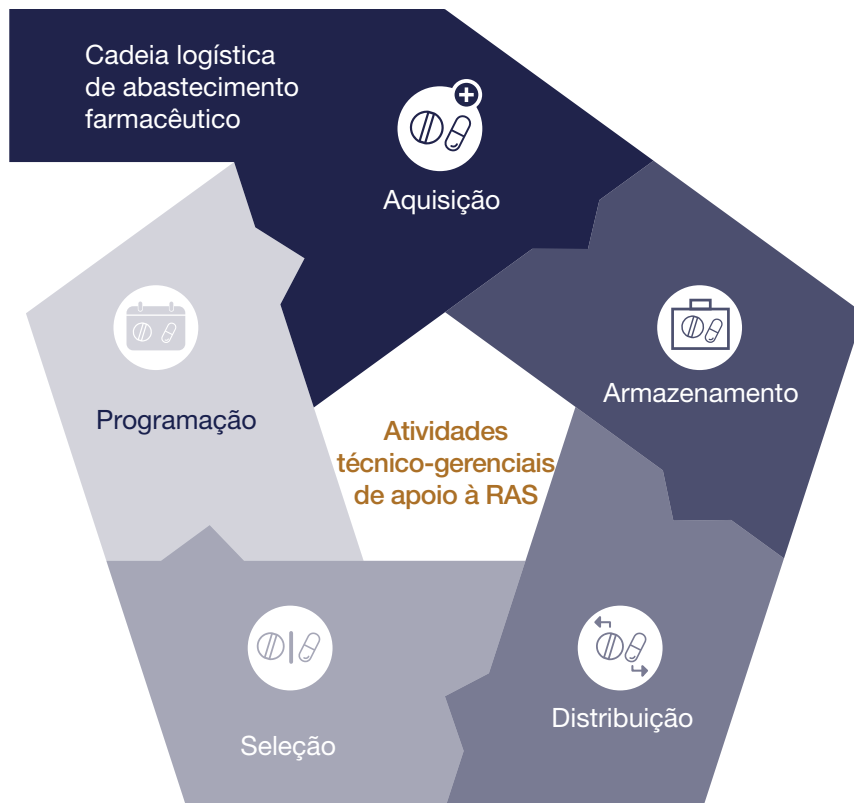 Cadeia logística
de abastecimento
farmacêutico
Aquisição
Armazenamento
Programação
Atividades
técnico-gerenciais
de apoio à RAS
Distribuição
Seleção